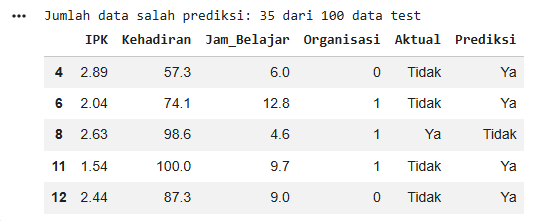 Jumlah data salah prediksi: 35 dari 100 data test
IPK Kehadiran Jam_Belajar Organisasi Aktual Prediksi
4 2.89 57.3 6.0 0 Tidak Ya
6 2.04 74.1 12.8 1 Tidak Ya
8 2.63 98.6 4.6 1 Ya Tidak
11 1.54 100.0 9.7 1 Tidak Ya
12 2.44 87.3 9.0 0 Tidak Ya